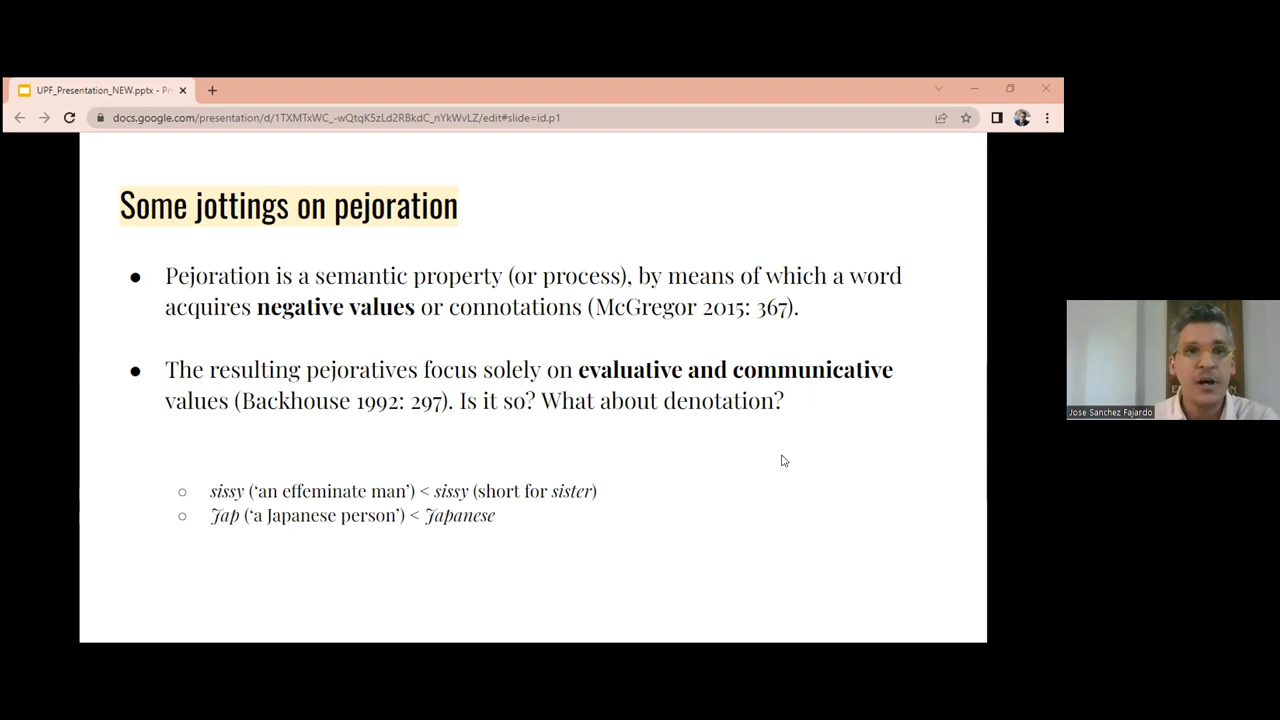 UPF_Presentation_NEW.pptx - Pr
docs.google.com/presentation/d/1TXMTxWC_-wQtqK5zLd2RBkdC_nYkWvLZ/edit#slide=id.p1
Some jottings on pejoration
● Pejoration is a semantic property (or process), by means of which a word
acquires negative values or connotations (McGregor 2015: 367).
● The resulting pejoratives focus solely on evaluative and communicative
values (Backhouse 1992: 297). Is it so? What about denotation?
○ sissy (‘an effeminate man’) < sissy (short for sister)
○ Jap (‘a Japanese person’) < Japanese
Jose Sanchez Fajardo